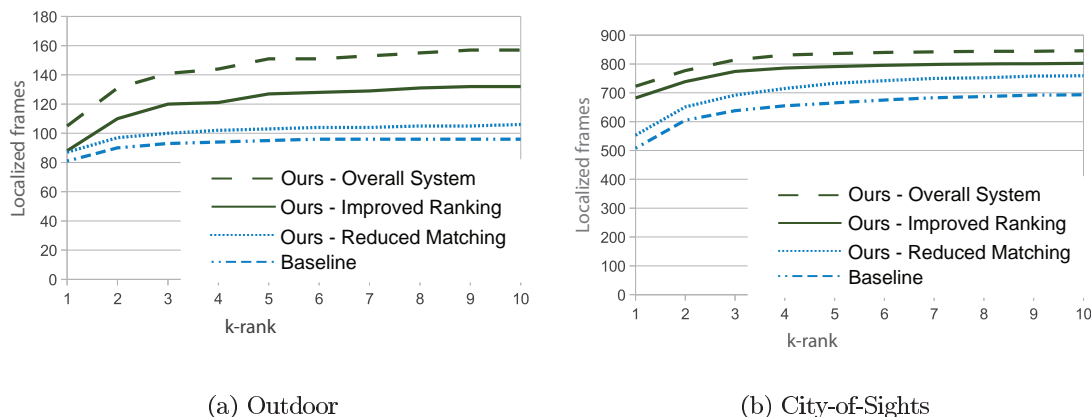 180
160
140
120
100
80
60
40
20
0
Localized frames
Ours - Overall System
Ours - Improved Ranking
Ours - Reduced Matching
Baseline
1 2 3 4 5 6 7 8 9 10
k-rank
(a) Outdoor
900
800
700
600
500
400
300
200
100
0
Localized frames
Ours - Overall System
Ours - Improved Ranking
Ours - Reduced Matching
Baseline
1 2 3 4 5 6 7 8 9 10
k-rank
(b) City-of-Sights